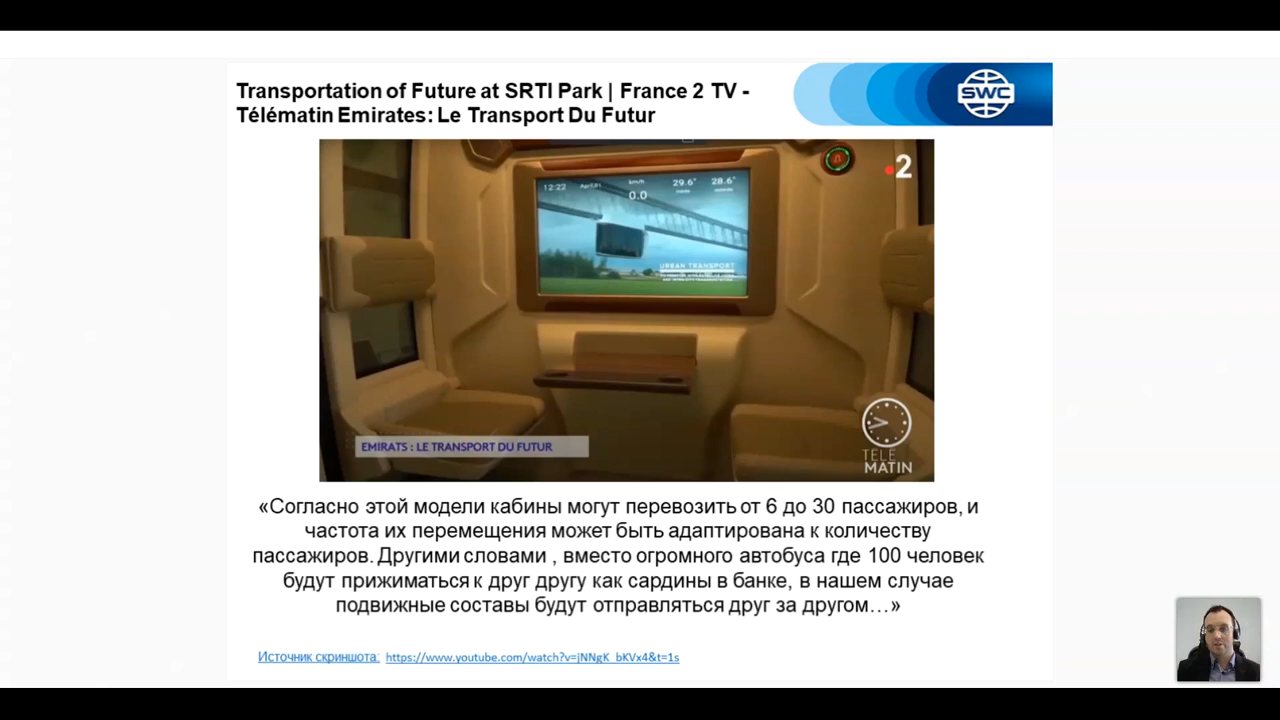 Transportation of Future at SRTI Park | France 2 TV -
Télématin Emirates: Le Transport Du Futur
SWC
2
12:22
km/h
29.6°
28.6°
0.0
URBAN TRANSPORT
EMIRATS : LE TRANSPORT DU FUTUR
TELE
MATIN
«Согласно этой модели кабины могут перевозить от 6 до 30 пассажиров, и
частота их перемещения может быть адаптирована к количеству
пассажиров. Другими словами , вместо огромного автобуса где 100 человек
будут прижиматься к друг другу как сардины в банке, в нашем случае
подвижные составы будут отправляться друг за другом…»
Источник скриншота: https://www.youtube.com/watch?v=jNNgK_bKVx4&t=1s